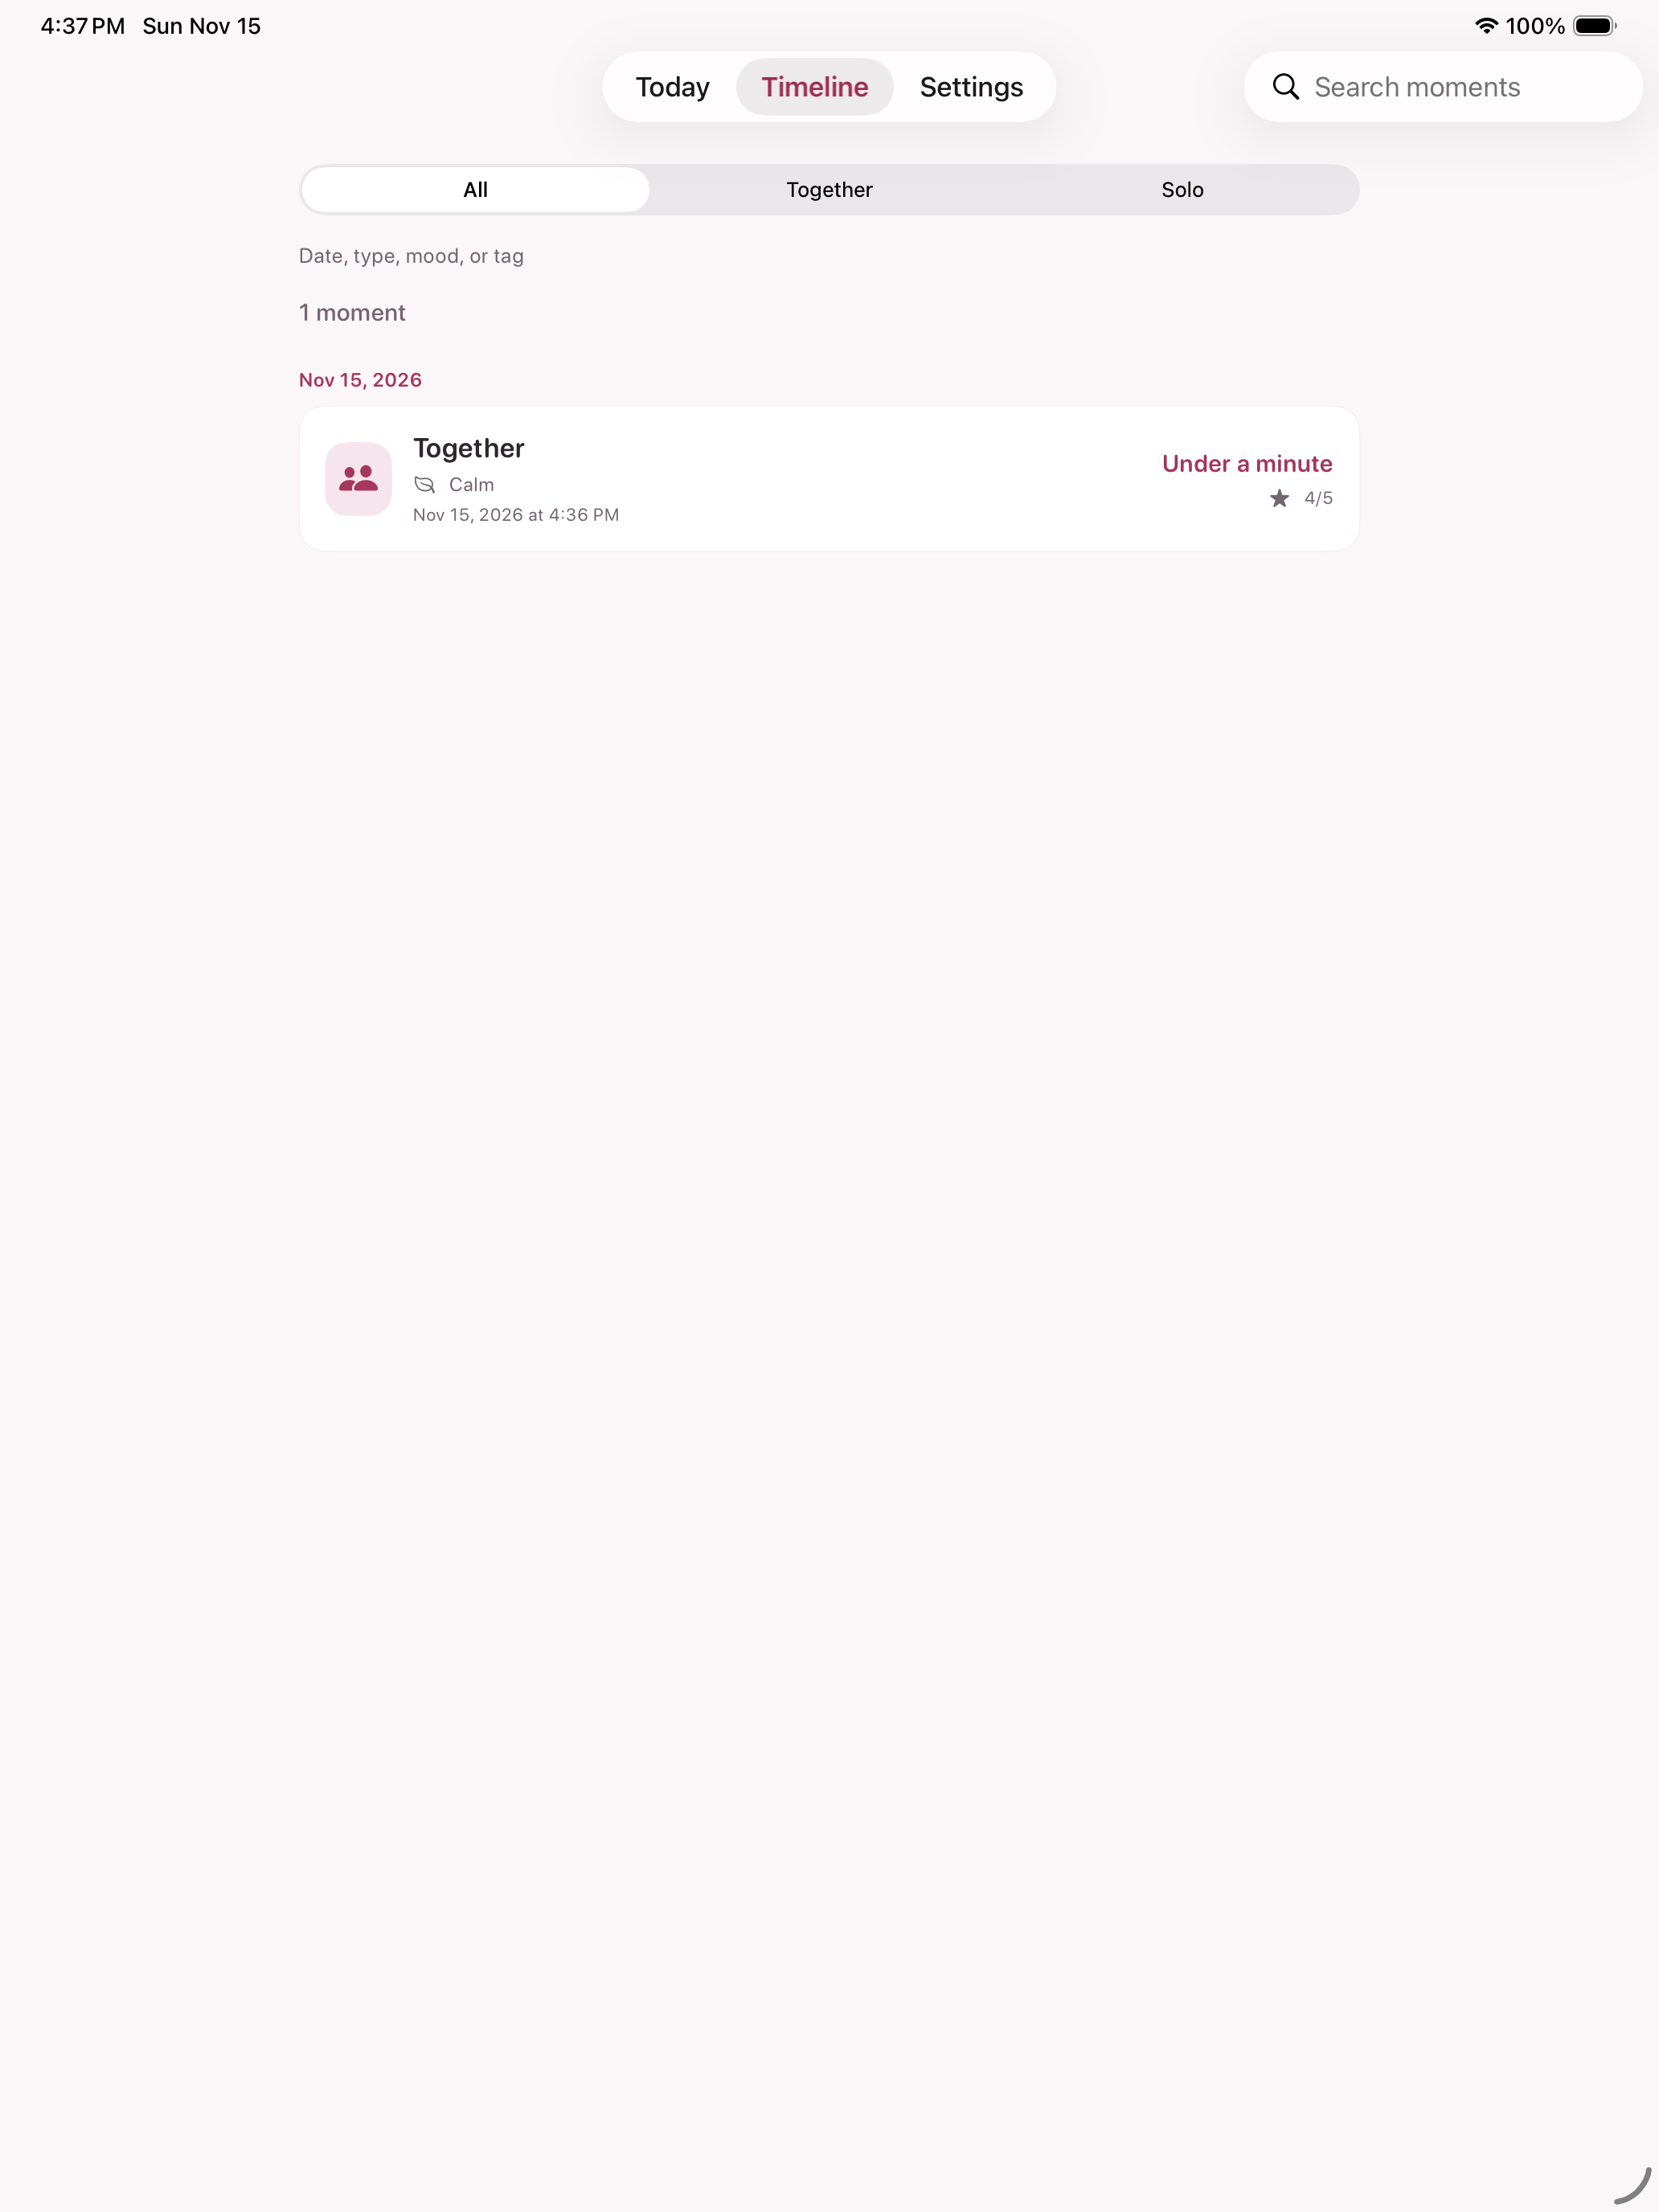 4:37 PM Sun Nov 15
100%
Today Timeline Settings
Search moments
All Together Solo
Date, type, mood, or tag
1 moment
Nov 15, 2026
Together
Calm
Nov 15, 2026 at 4:36 PM
Under a minute
4/5